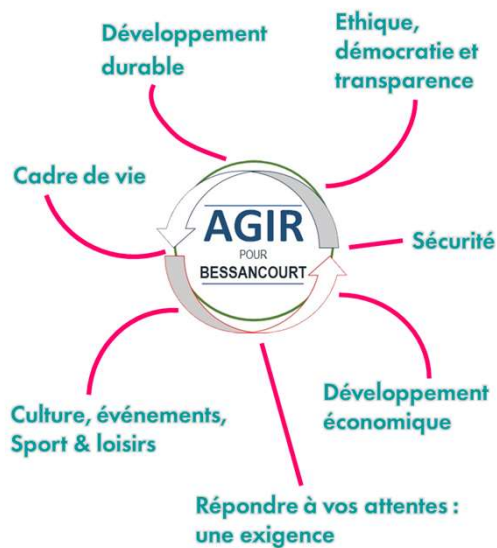 Développement
durable
Ethique,
démocratie et
transparence
Cadre de vie
AGIR
POUR
BESSANCOURT
Sécurité
Culture, événements,
Sport & loisirs
Développement
économique
Répondre à vos attentes :
une exigence